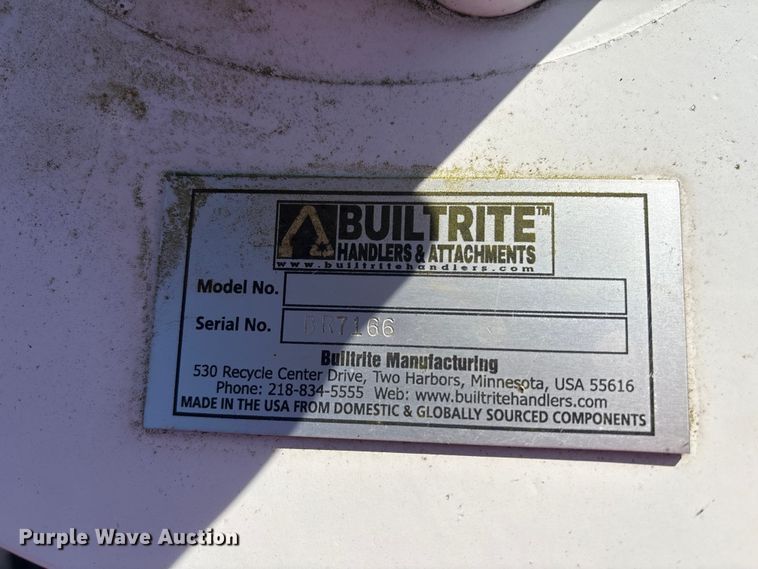 BUILTRITE™
HANDLERS & ATTACHMENTS
www.builtritehandlers.com
Model No.
Serial No. BR7166
Builtrite Manufacturing
530 Recycle Center Drive, Two Harbors, Minnesota, USA 55616
Phone: 218-834-5555 Web: www.builtritehandlers.com
MADE IN THE USA FROM DOMESTIC & GLOBALLY SOURCED COMPONENTS
Purple Wave Auction